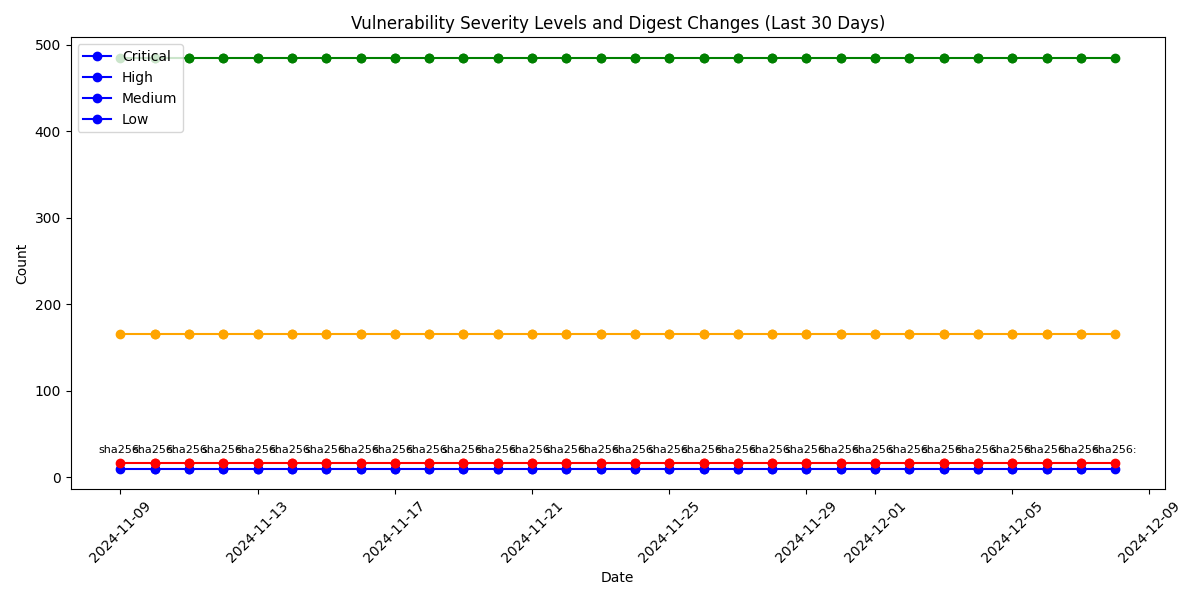 Vulnerability Severity Levels and Digest Changes (Last 30 Days)
Critical
High
Medium
Low
500
400
300
200
100
0
Count
sha256: sha256: sha256: sha256: sha256: sha256: sha256: sha256: sha256: sha256: sha256: sha256: sha256: sha256: sha256: sha256: sha256: sha256: sha256: sha256: sha256: sha256: sha256: sha256: sha256: sha256: sha256: sha256: sha256: sha256:
2024-11-09
2024-11-13
2024-11-17
2024-11-21
2024-11-25
2024-11-29
2024-12-01
2024-12-05
2024-12-09
Date